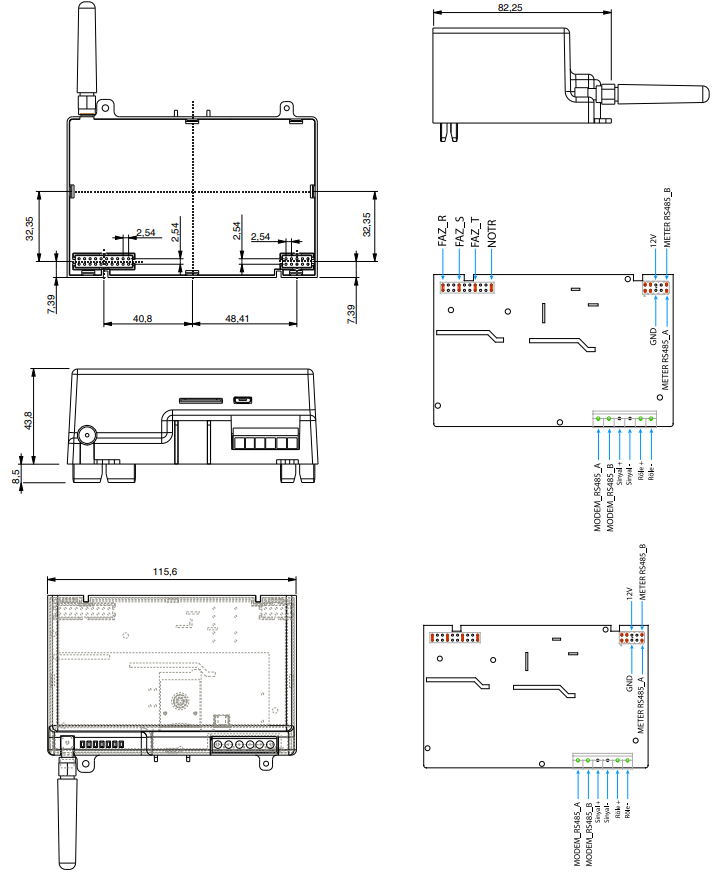 82,25
32,35
2,54
2,54
2,54
2,54
32,35
7,39
7,39
40,8
48,41
FAZ_R
FAZ_S
FAZ_T
NOTR
12V
METER RS485_B
GND
METER RS485_A
MODEM_RS485_A
MODEM_RS485_B
Sinyal +
Sinyal -
Röle +
Röle -
43,8
8,5
115,6
12V
METER RS485_B
GND
METER RS485_A
MODEM_RS485_A
MODEM_RS485_B
Sinyal +
Sinyal -
Röle +
Röle -